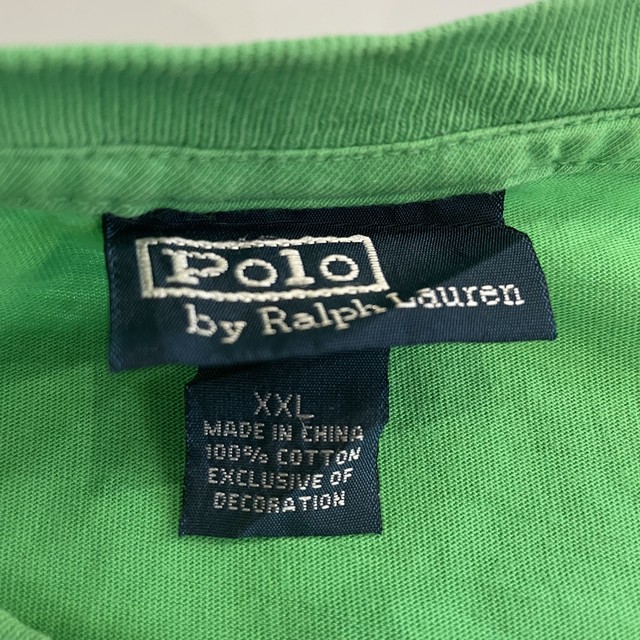 Polo
by Ralph Lauren
XXL
MADE IN CHINA
100% COTTON
EXCLUSIVE OF
DECORATION